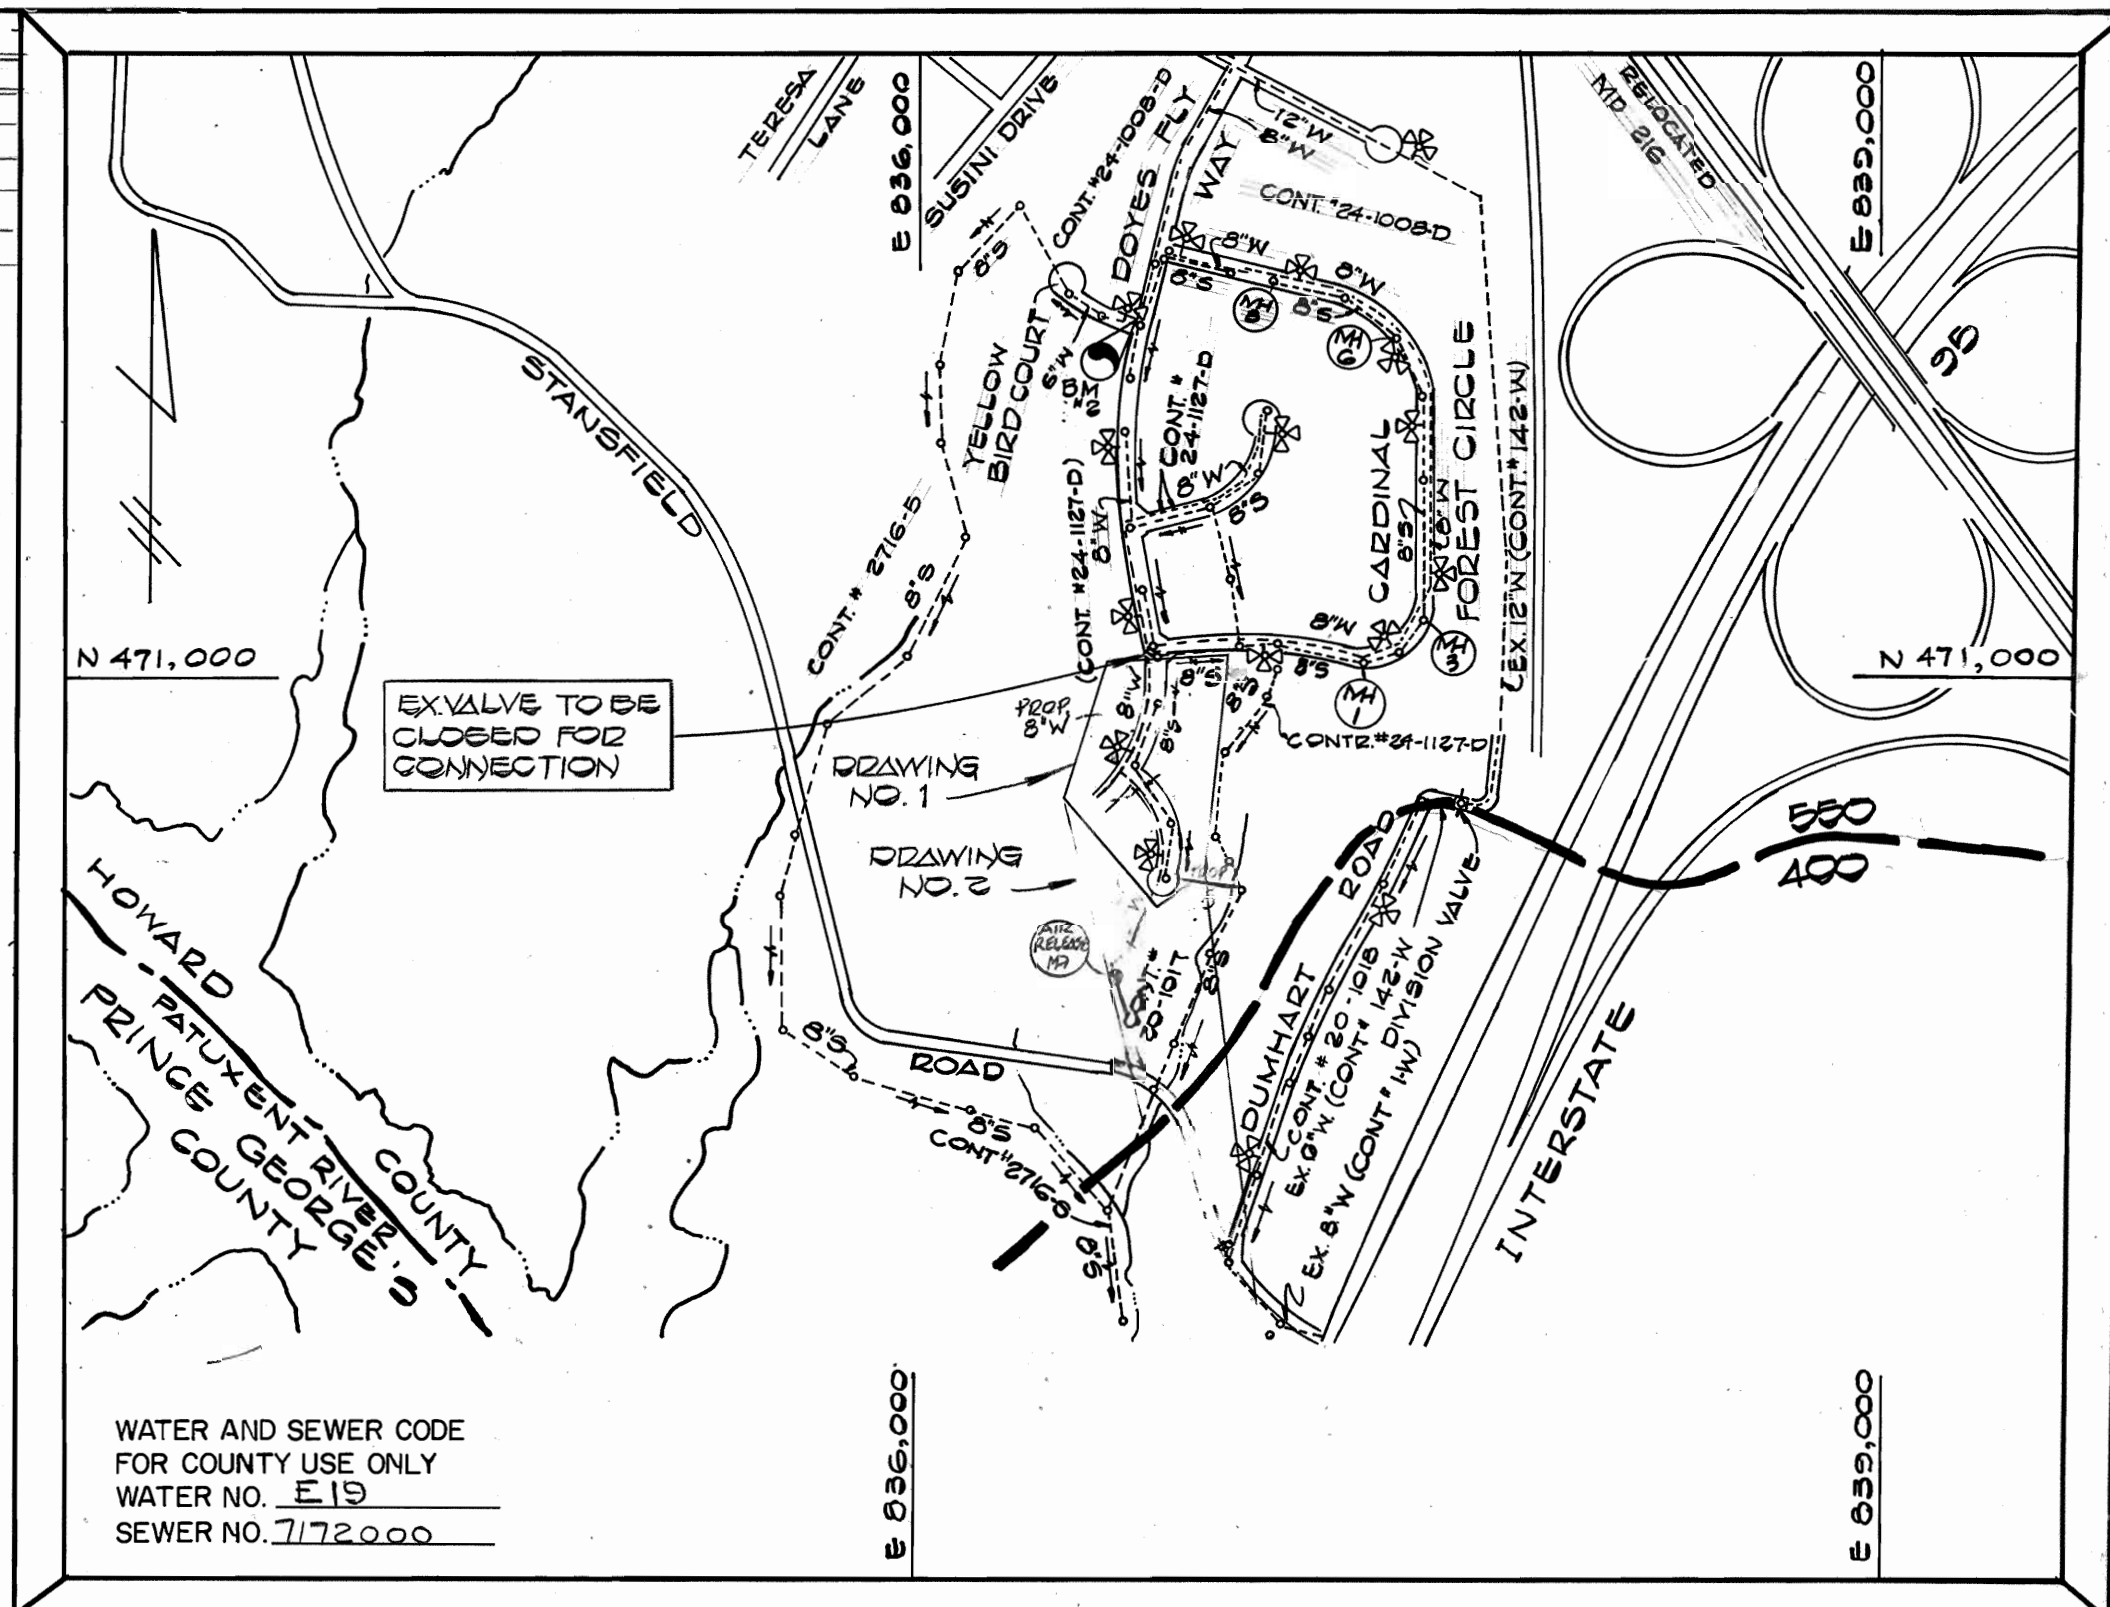 TERESA
LANE
E 836,000
SUSINI DRIVE
CONT. #24-1008-D
DOYES FLY
WAY
12"W
8"W
CONT. #24-1008-D
RELOCATED
MD 216
E 839,000
8"S
8"W
8"W
8"S
8"S
MH
8
MH
6
YELLOW
BIRD COURT
6"W
CONT. #
24-1127-D
8"W
8"S
STANSFIELD
CONT. # 2716-S
8"S
(CONT. #24-1127-D)
8"W
CARDINAL
FOREST CIRCLE
8"S
8"W
EX. 12"W (CONT. # 142-W)
95
N 471,000
N 471,000
8"W
8"S
MH
3
MH
1
EX. VALVE TO BE
CLOSED FOR
CONNECTION
PROP.
8"W
8"W
8"S
8"S
8"S
CONTR. #24-1127-D
DRAWING
NO. 1
DRAWING
NO. 2
AIR
RELEASE
550
400
HOWARD
COUNTY
PATUXENT RIVER
PRINCE GEORGE'S
COUNTY
8"S
ROAD
8"S
CONT # 2716-S
8"S
8"S
DUMHART ROAD
CONT. # 20-1018
EX. 8"W. (CONT # 142-W
DIVISION VALVE
EX. 8"W (CONT # 1-W)
INTERSTATE
WATER AND SEWER CODE
FOR COUNTY USE ONLY
WATER NO. E19
SEWER NO. 7172000
E 836,000
E 839,000